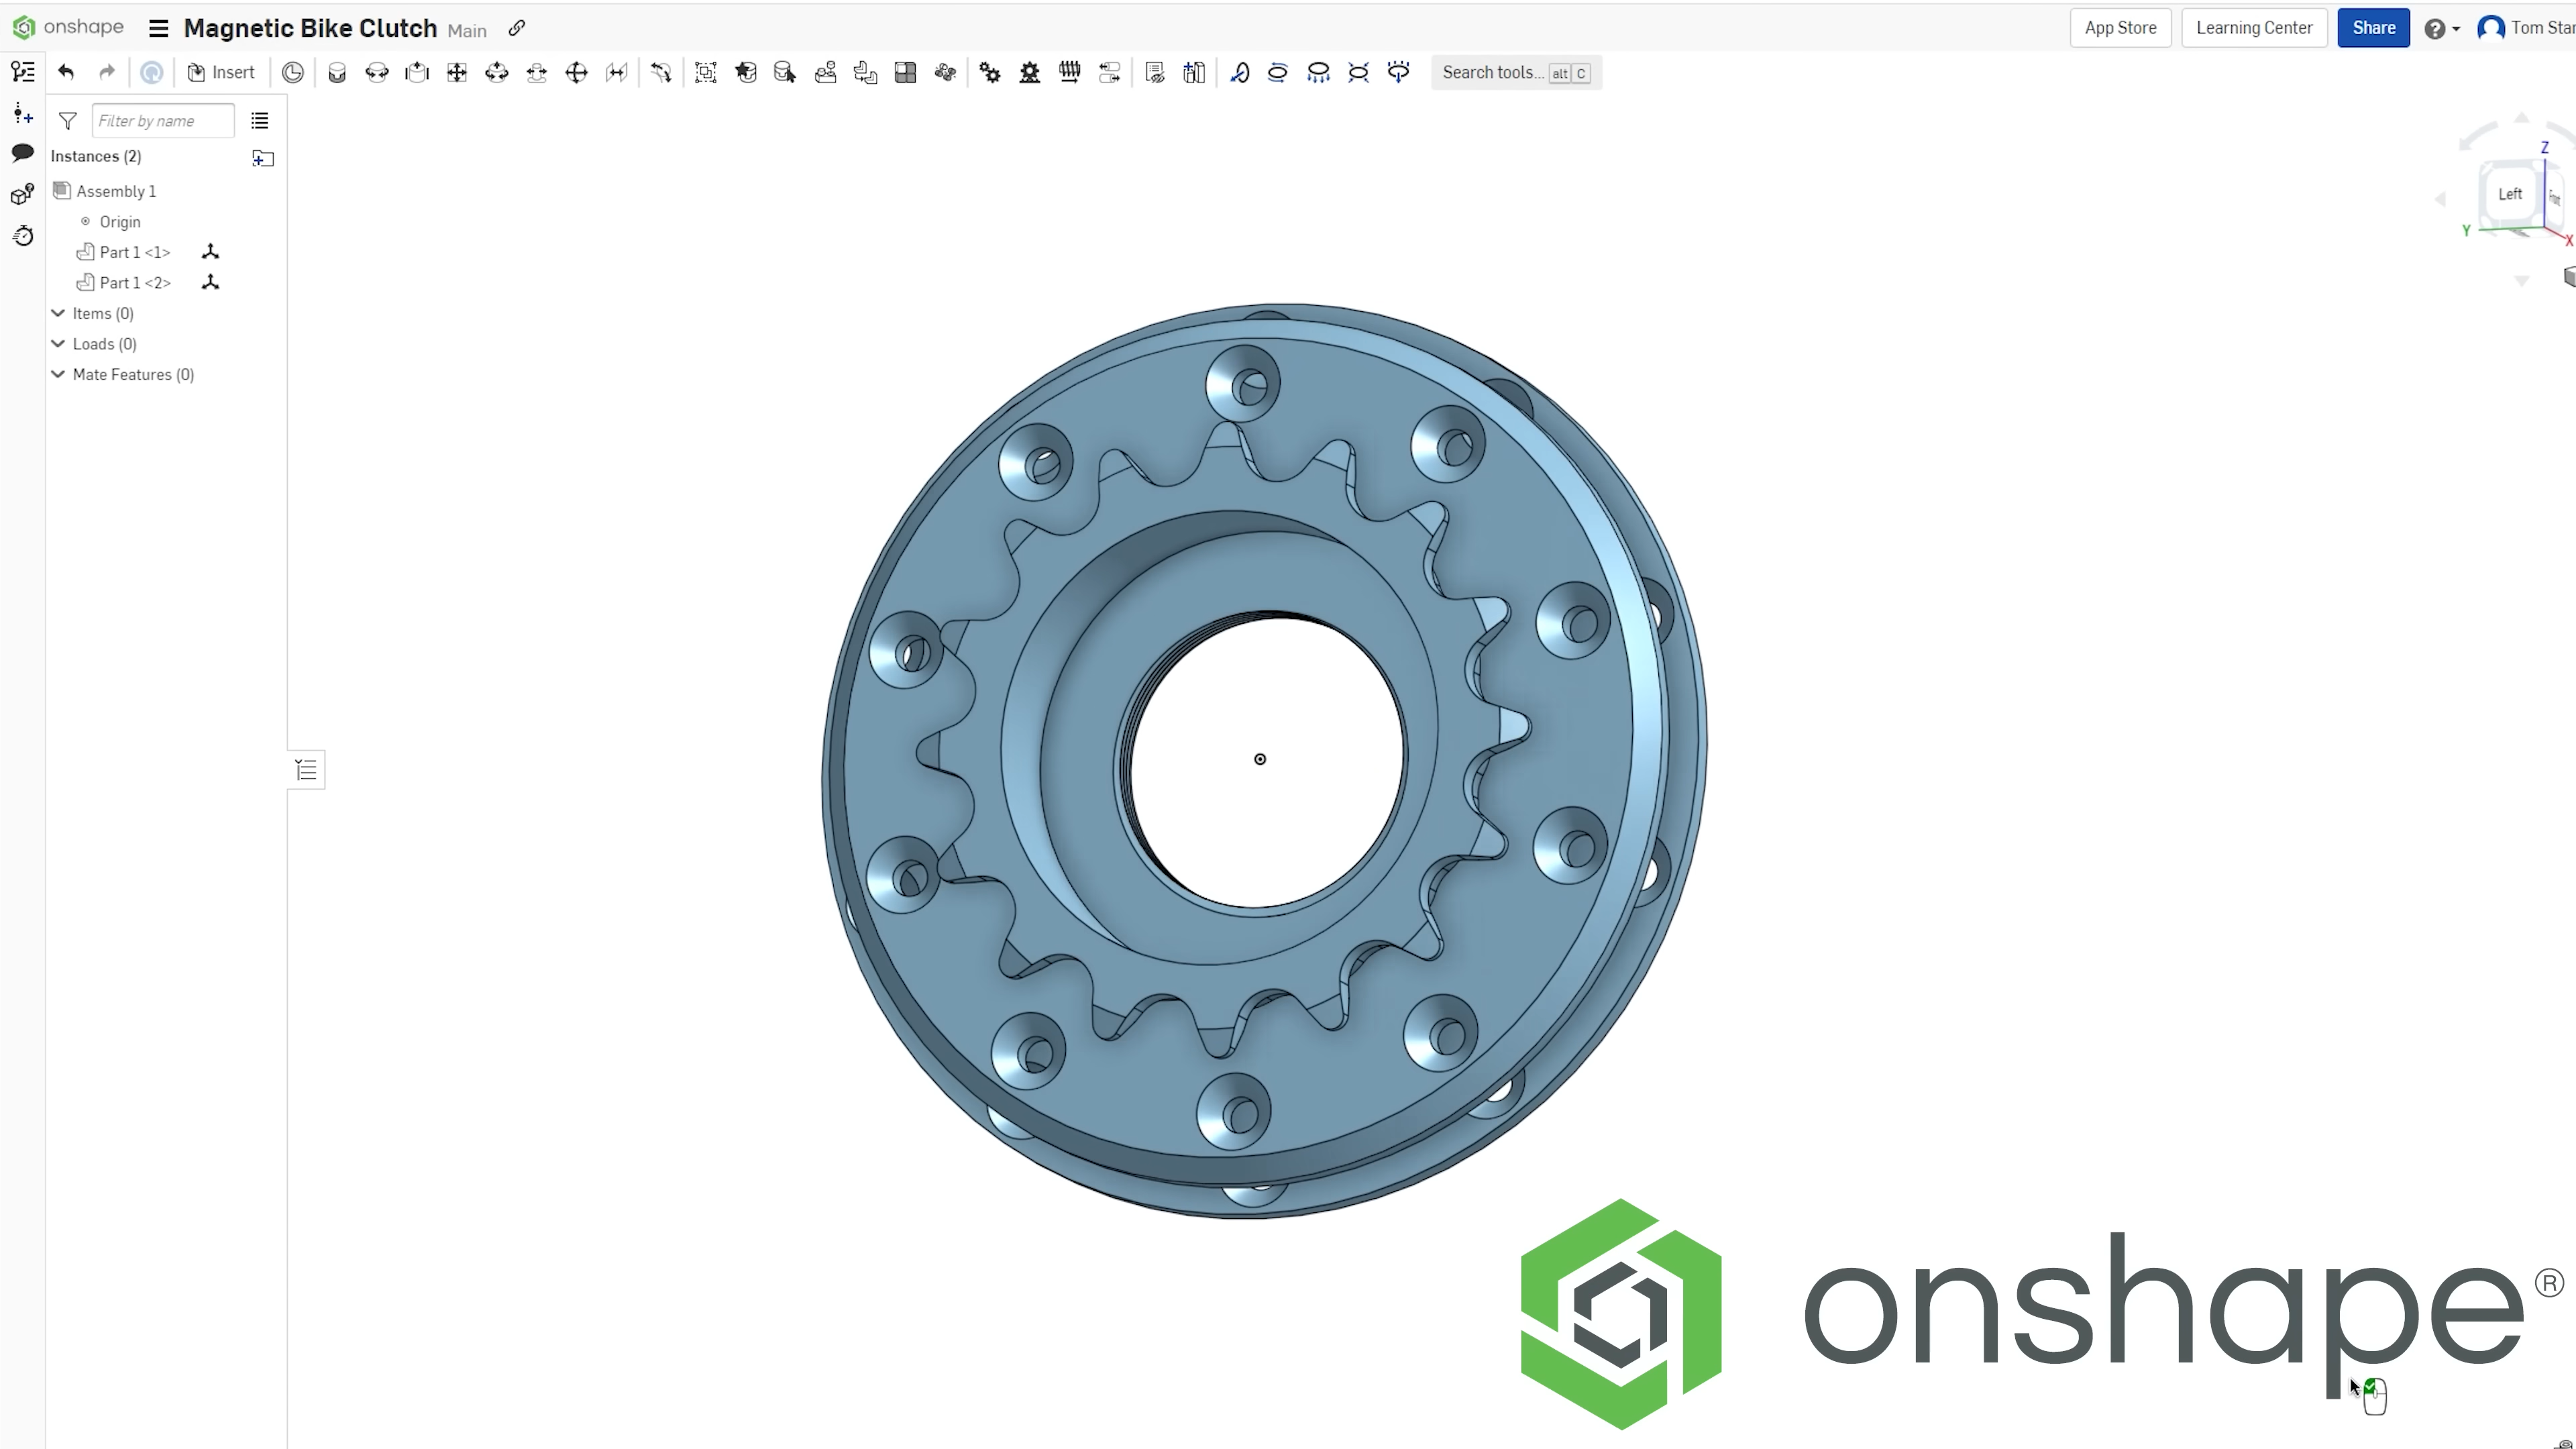 onshape Magnetic Bike Clutch Main App Store Learning Center Share Tom Star
Insert Search tools... alt C
Filter by name
Instances (2)
Assembly 1
Origin
Part 1 <1>
Part 1 <2>
Items (0)
Loads (0)
Mate Features (0)
Z
Left
Y
X
onshape®